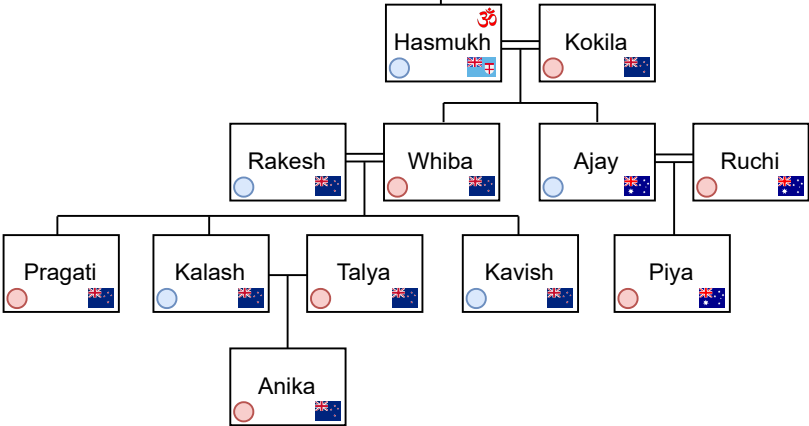 ॐ
Hasmukh
Kokila
Rakesh
Whiba
Ajay
Ruchi
Pragati
Kalash
Talya
Kavish
Piya
Anika